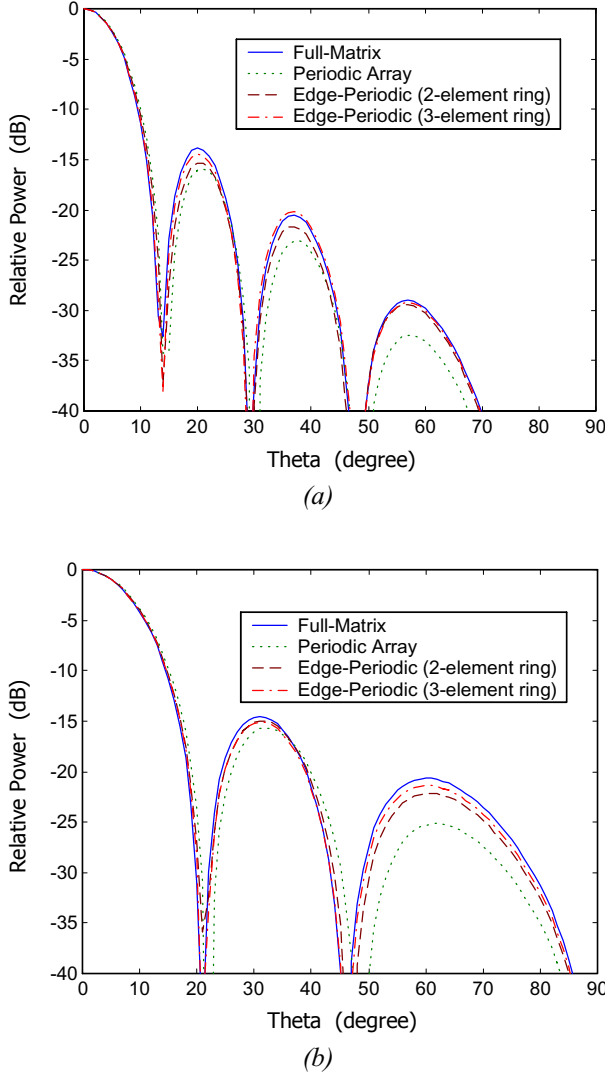 0
-5
-10
-15
-20
-25
-30
-35
-40
Relative Power (dB)
Full-Matrix
Periodic Array
Edge-Periodic (2-element ring)
Edge-Periodic (3-element ring)
0 10 20 30 40 50 60 70 80 90
Theta (degree)
(a)
0
-5
-10
-15
-20
-25
-30
-35
-40
Relative Power (dB)
Full-Matrix
Periodic Array
Edge-Periodic (2-element ring)
Edge-Periodic (3-element ring)
0 10 20 30 40 50 60 70 80 90
Theta (degree)
(b)